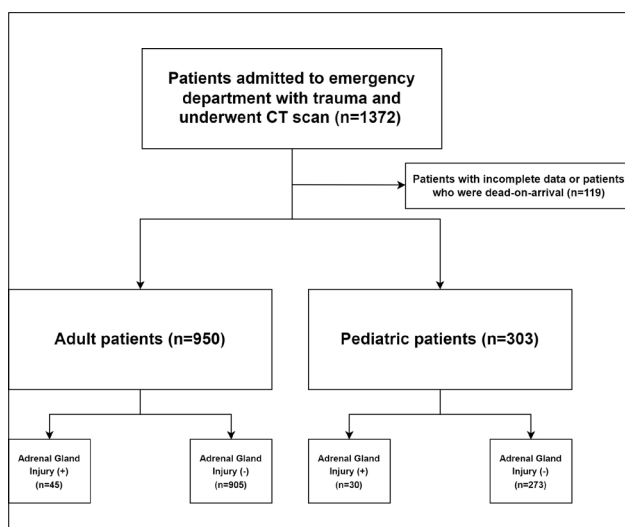 Patients admitted to emergency
department with trauma and
underwent CT scan (n=1372)
Patients with incomplete data or patients
who were dead-on-arrival (n=119)
Adult patients (n=950)
Pediatric patients (n=303)
Adrenal Gland
Injury (+)
(n=45)
Adrenal Gland
Injury (-)
(n=905)
Adrenal Gland
Injury (+)
(n=30)
Adrenal Gland
Injury (-)
(n=273)